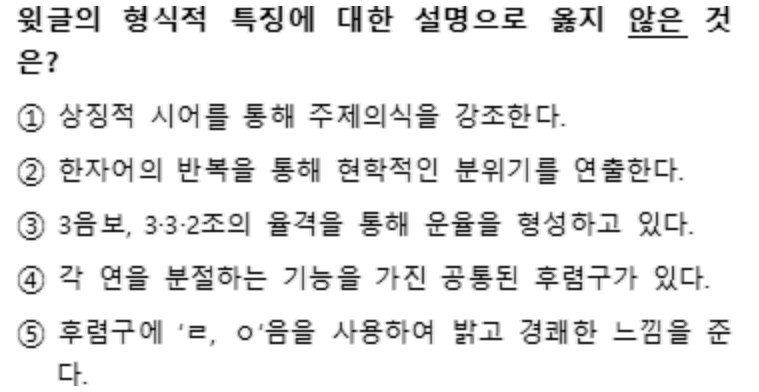 윗글의 형식적 특징에 대한 설명으로 옳지 않은 것
은?
① 상징적 시어를 통해 주제의식을 강조한다.
② 한자어의 반복을 통해 현학적인 분위기를 연출한다.
③ 3음보, 3·3·2조의 율격을 통해 운율을 형성하고 있다.
④ 각 연을 분절하는 기능을 가진 공통된 후렴구가 있다.
⑤ 후렴구에 ‘ㄹ, ㅇ‘음을 사용하여 밝고 경쾌한 느낌을 준
다.